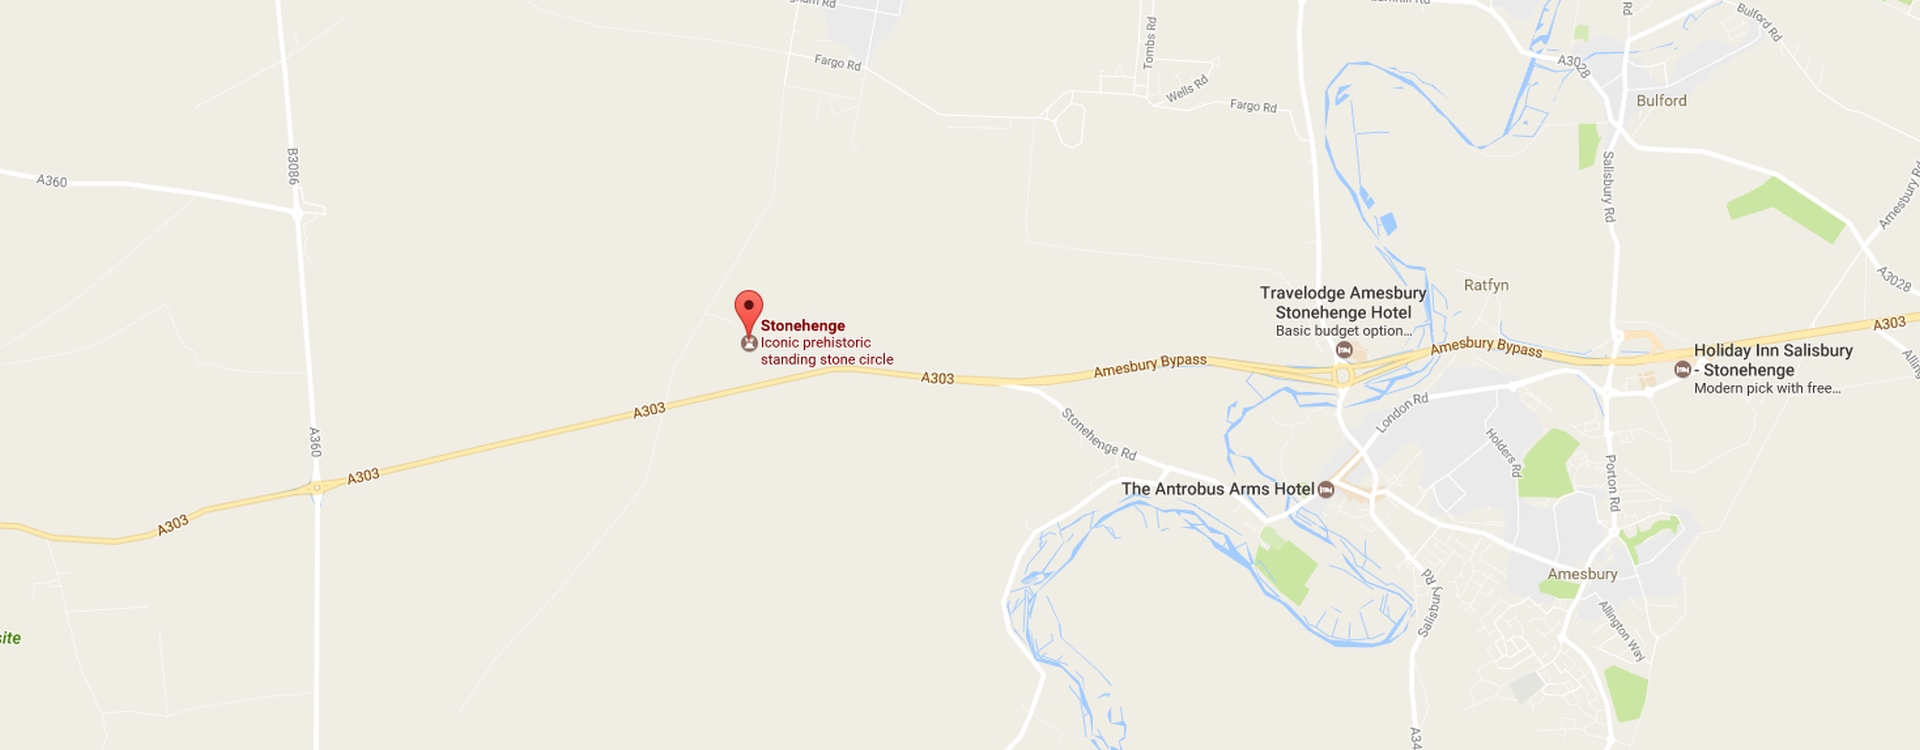 Fargo Rd
Tombs Rd
Wells Rd
Fargo Rd
Rd
Bulford Rd
A3028
Bulford
B3086
A360
Salisbury Rd
Amesbury Rd
A3028
Ratfyn
Travelodge Amesbury
Stonehenge Hotel
Basic budget option...
Stonehenge
Iconic prehistoric
standing stone circle
A303
Amesbury Bypass
Amesbury Bypass
A303
Holiday Inn Salisbury
- Stonehenge
Modern pick with free...
A303
A360
A303
A303
Stonehenge Rd
London Rd
Holders Rd
Porton Rd
The Antrobus Arms Hotel
Amesbury
Salisbury Rd
Allington Way
site
A34